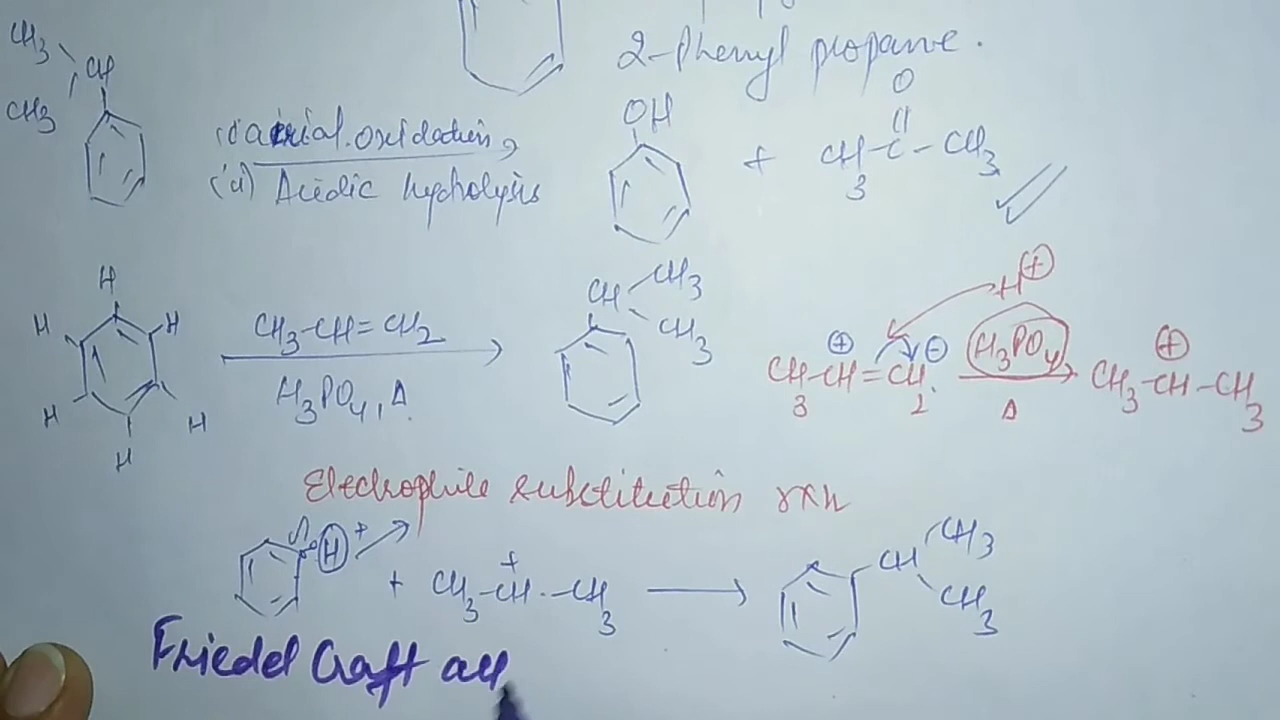 2-Phenyl propane.
CH3 CH CH3
(i) aerial oxidation,
(ii) Acidic hydrolysis
OH + CH3-C-CH3
O
H H H H H H
CH3-CH=CH2
H3PO4, Δ
CH CH3 CH3
H⊕
CH3-CH=CH2 ⊕ ⊖
H3PO4
Δ
CH3-CH-CH3 ⊕
Electrophile substitution rxn
H + + CH3-CH-CH3 + CH CH3 CH3
Friedel Craft